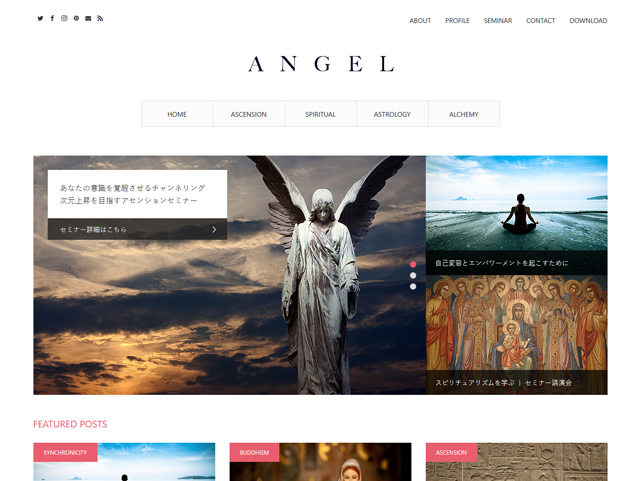 ABOUT PROFILE SEMINAR CONTACT DOWNLOAD
ANGEL
HOME ASCENSION SPIRITUAL ASTROLOGY ALCHEMY
あなたの意識を覚醒させるチャンネリング
次元上昇を目指すアセンションセミナー
セミナー詳細はこちら
自己変容とエンパワーメントを起こすために
スピリチュアリズムを学ぶ | セミナー講演会
FEATURED POSTS
SYNCHRONICITY BUDDHISM ASCENSION